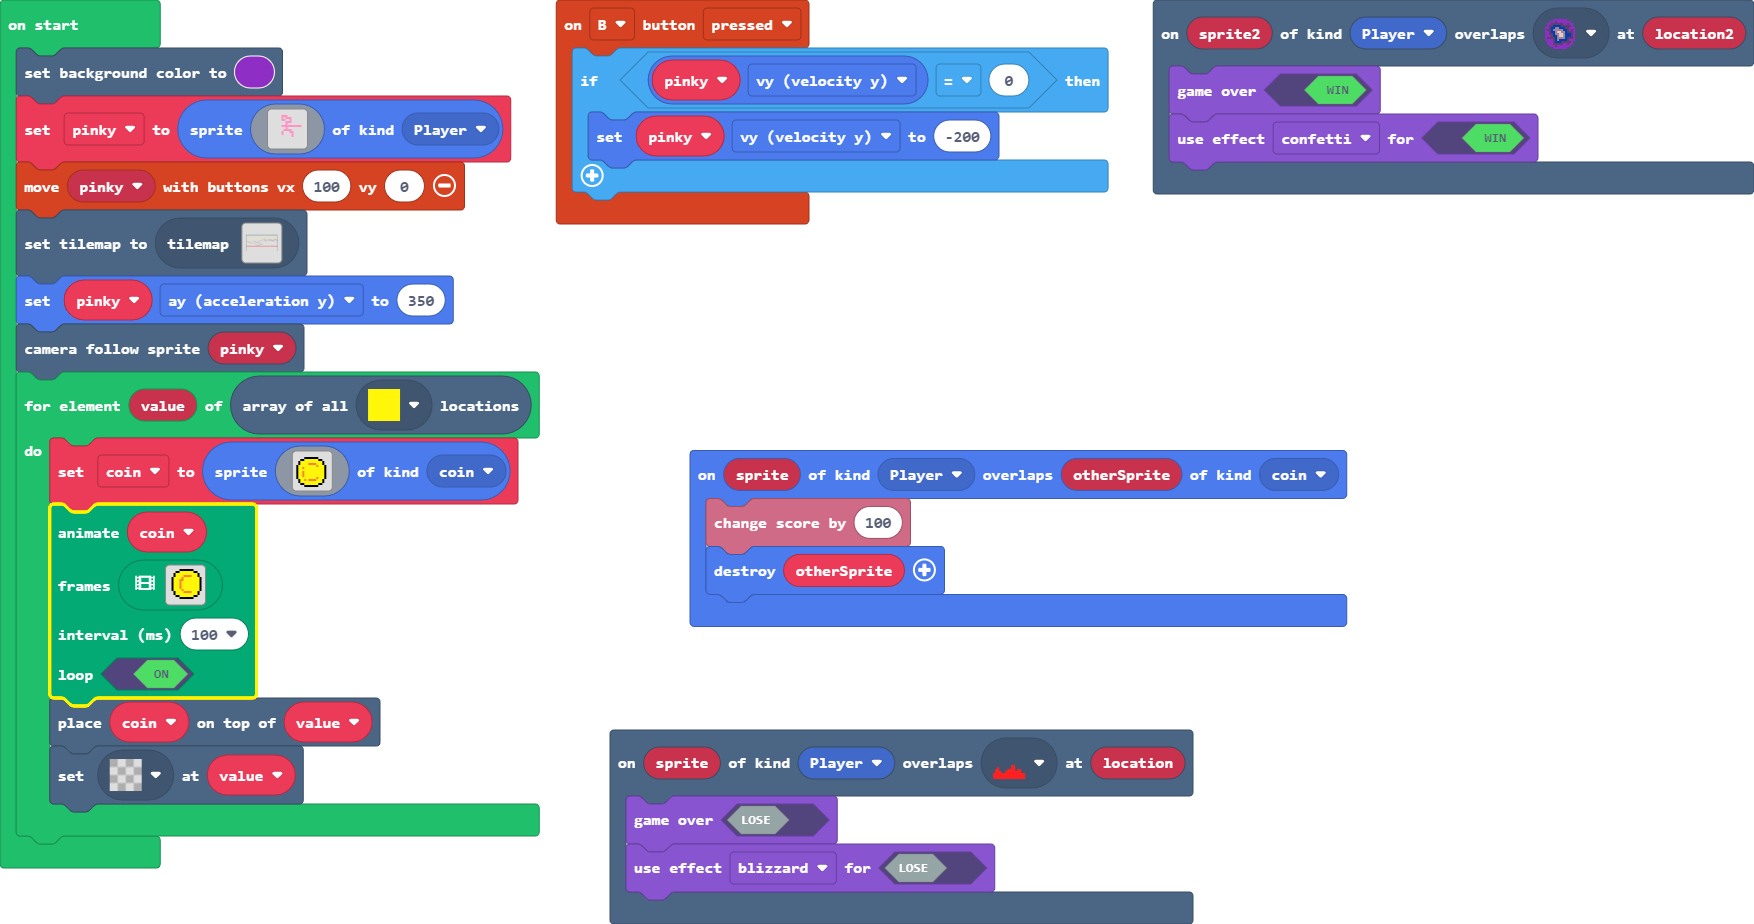 on start
set background color to
set pinky to sprite of kind Player
move pinky with buttons vx 100 vy 0
set tilemap to tilemap
set pinky ay (acceleration y) to 350
camera follow sprite pinky
for element value of array of all locations
do
set coin to sprite of kind coin
animate coin
frames
interval (ms) 100
loop ON
place coin on top of value
set at value
on B button pressed
if pinky vy (velocity y) = 0 then
set pinky vy (velocity y) to -200
on sprite2 of kind Player overlaps at location2
game over WIN
use effect confetti for WIN
on sprite of kind Player overlaps otherSprite of kind coin
change score by 100
destroy otherSprite
on sprite of kind Player overlaps at location
game over LOSE
use effect blizzard for LOSE